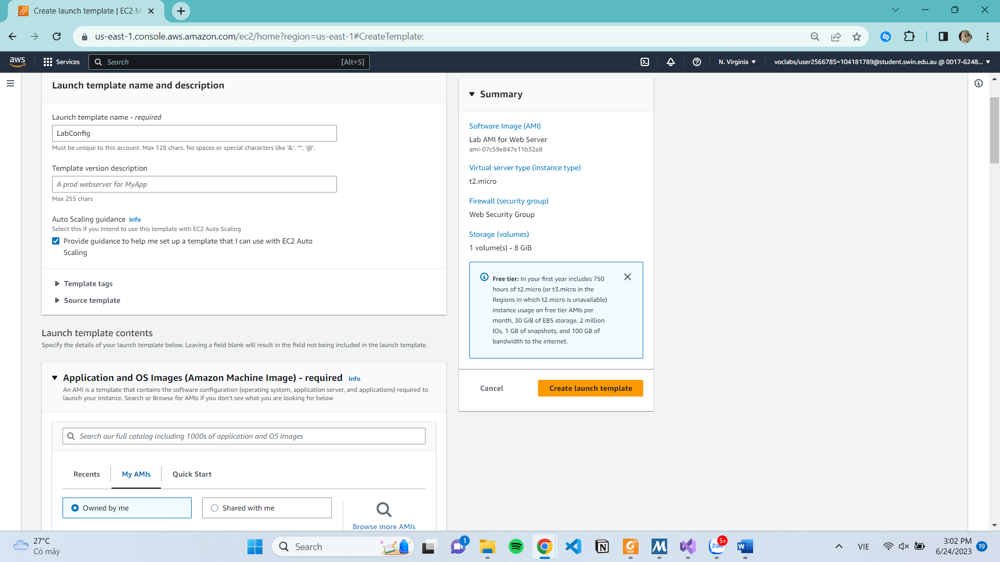 Create launch template | EC2 M
us-east-1.console.aws.amazon.com/ec2/home?region=us-east-1#CreateTemplate:
aws
Services
Search
[Alt+S]
N. Virginia
voclabs/user2566785=104181789@student.swin.edu.au @ 0017-6248...
Launch template name and description
Launch template name - required
LabConfig
Must be unique to this account. Max 128 chars. No spaces or special characters like '&', '*', '@'.
Template version description
A prod webserver for MyApp
Max 255 chars
Auto Scaling guidance Info
Select this if you intend to use this template with EC2 Auto Scaling
Provide guidance to help me set up a template that I can use with EC2 Auto
Scaling
Template tags
Source template
Launch template contents
Specify the details of your launch template below. Leaving a field blank will result in the field not being included in the launch template.
Application and OS Images (Amazon Machine Image) - required Info
An AMI is a template that contains the software configuration (operating system, application server, and applications) required to
launch your instance. Search or Browse for AMIs if you don't see what you are looking for below
Search our full catalog including 1000s of application and OS images
Recents
My AMIs
Quick Start
Owned by me
Shared with me
Browse more AMIs
Summary
Software Image (AMI)
Lab AMI for Web Server
ami-07c59e847e11b32a8
Virtual server type (instance type)
t2.micro
Firewall (security group)
Web Security Group
Storage (volumes)
1 volume(s) - 8 GiB
Free tier: In your first year includes 750
hours of t2.micro (or t3.micro in the
Regions in which t2.micro is unavailable)
instance usage on free tier AMIs per
month, 30 GiB of EBS storage, 2 million
IOs, 1 GB of snapshots, and 100 GB of
bandwidth to the internet.
Cancel
Create launch template
27°C
Có mây
Search
1
PDF
Zalo
5+
VIE
3:02 PM
6/24/2023
19